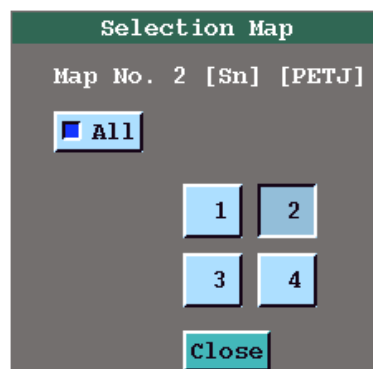 Selection Map
Map No. 2 [Sn] [PETJ]
All
1 2
3 4
Close